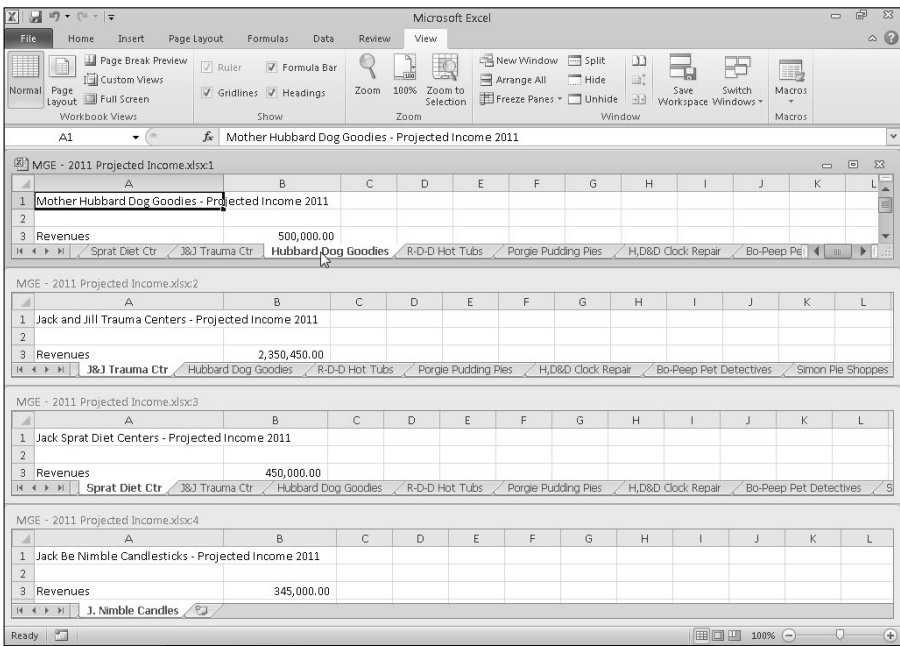 Microsoft Excel
File Home Insert Page Layout Formulas Data Review View
Normal
Page Layout
Page Break Preview
Custom Views
Full Screen
Workbook Views
Ruler
Formula Bar
Gridlines
Headings
Show
Zoom
100%
Zoom to Selection
Zoom
New Window
Arrange All
Freeze Panes
Split
Hide
Unhide
Save Workspace
Switch Windows
Window
Macros
Macros
A1 fx Mother Hubbard Dog Goodies - Projected Income 2011
MGE - 2011 Projected Income.xlsx:1
A B C D E F G H I J K L
1 Mother Hubbard Dog Goodies - Projected Income 2011
2
3 Revenues 500,000.00
Sprat Diet Ctr J&J Trauma Ctr Hubbard Dog Goodies R-D-D Hot Tubs Porgie Pudding Pies H,D&D Clock Repair Bo-Peep Pe
MGE - 2011 Projected Income.xlsx:2
A B C D E F G H I J K L
1 Jack and Jill Trauma Centers - Projected Income 2011
2
3 Revenues 2,350,450.00
J&J Trauma Ctr Hubbard Dog Goodies R-D-D Hot Tubs Porgie Pudding Pies H,D&D Clock Repair Bo-Peep Pet Detectives Simon Pie Shoppes
MGE - 2011 Projected Income.xlsx:3
A B C D E F G H I J K L
1 Jack Sprat Diet Centers - Projected Income 2011
2
3 Revenues 450,000.00
Sprat Diet Ctr J&J Trauma Ctr Hubbard Dog Goodies R-D-D Hot Tubs Porgie Pudding Pies H,D&D Clock Repair Bo-Peep Pet Detectives S
MGE - 2011 Projected Income.xlsx:4
A B C D E F G H I J K L
1 Jack Be Nimble Candlesticks - Projected Income 2011
2
3 Revenues 345,000.00
J. Nimble Candles
Ready 100%